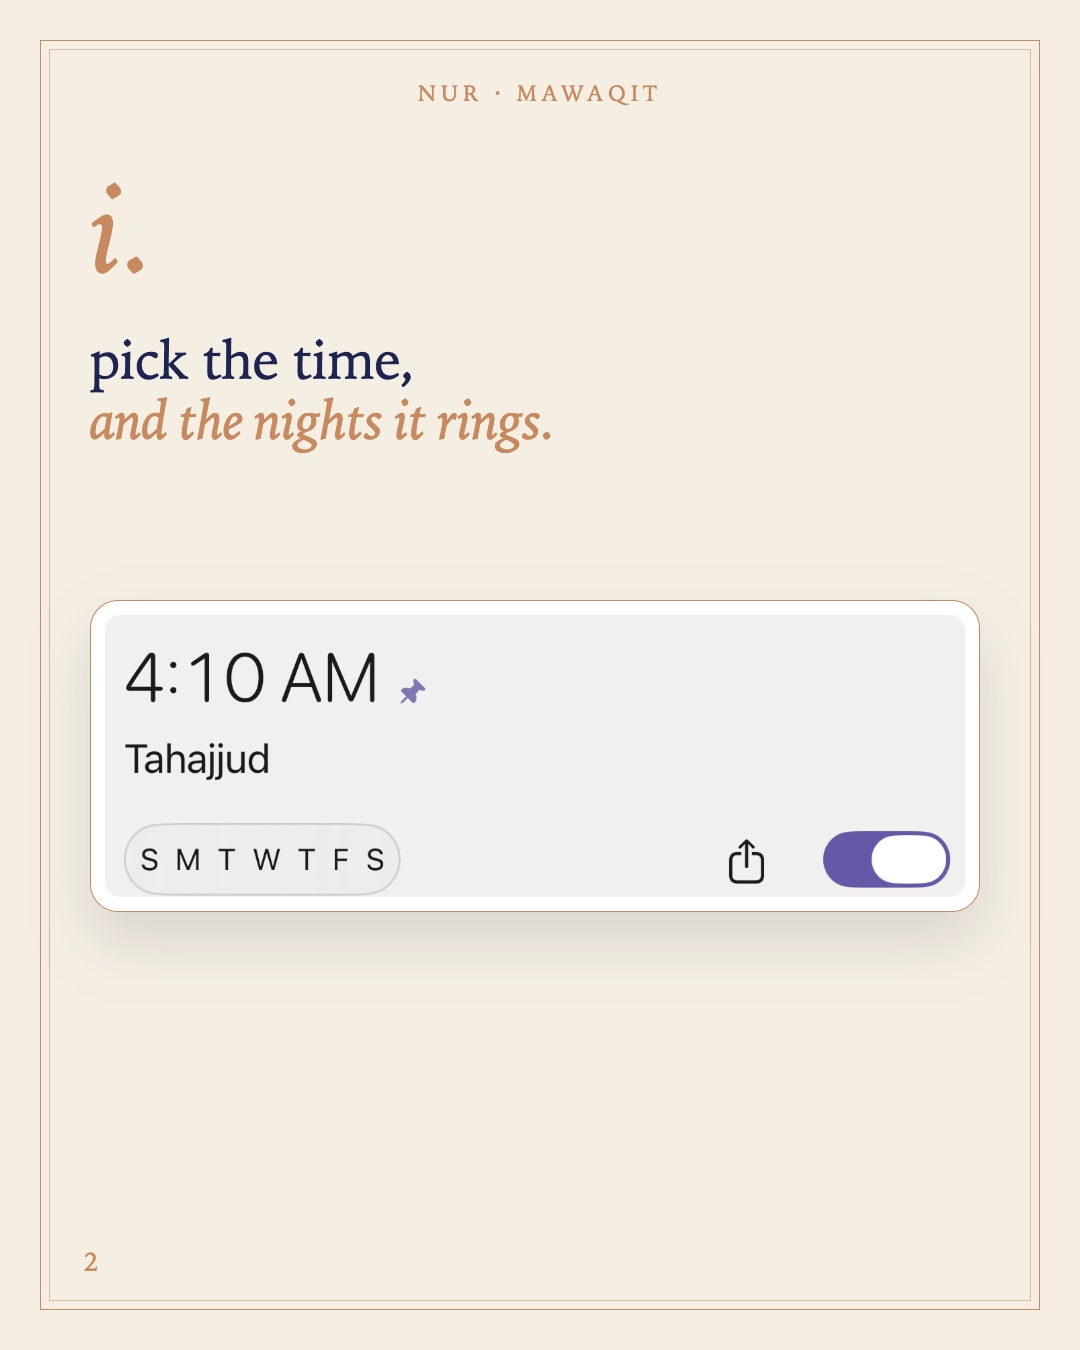 NUR · MAWAQIT
i.
pick the time,
and the nights it rings.
4:10 AM
Tahajjud
S M T W T F S
2